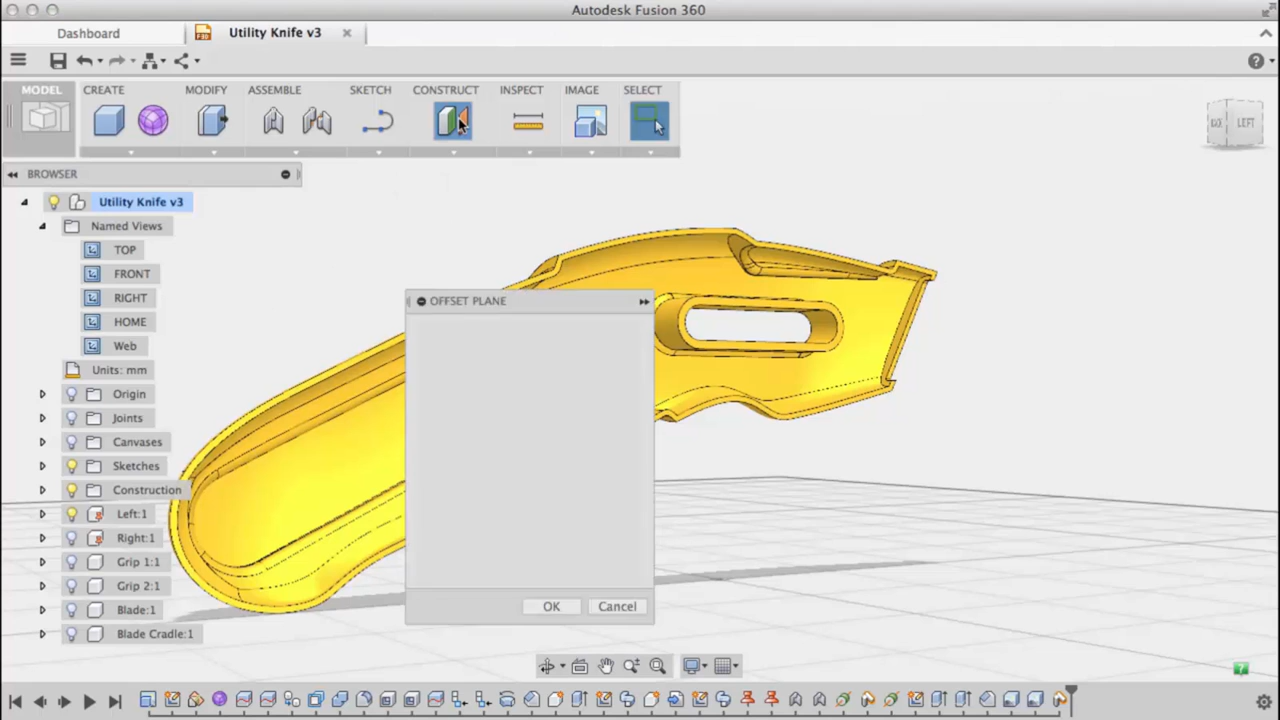 Autodesk Fusion 360
Dashboard
Utility Knife v3
MODEL
CREATE
MODIFY
ASSEMBLE
SKETCH
CONSTRUCT
INSPECT
IMAGE
SELECT
LEFT
BROWSER
Utility Knife v3
Named Views
TOP
FRONT
RIGHT
HOME
Web
Units: mm
Origin
Joints
Canvases
Sketches
Construction
Left:1
Right:1
Grip 1:1
Grip 2:1
Blade:1
Blade Cradle:1
OFFSET PLANE
OK
Cancel